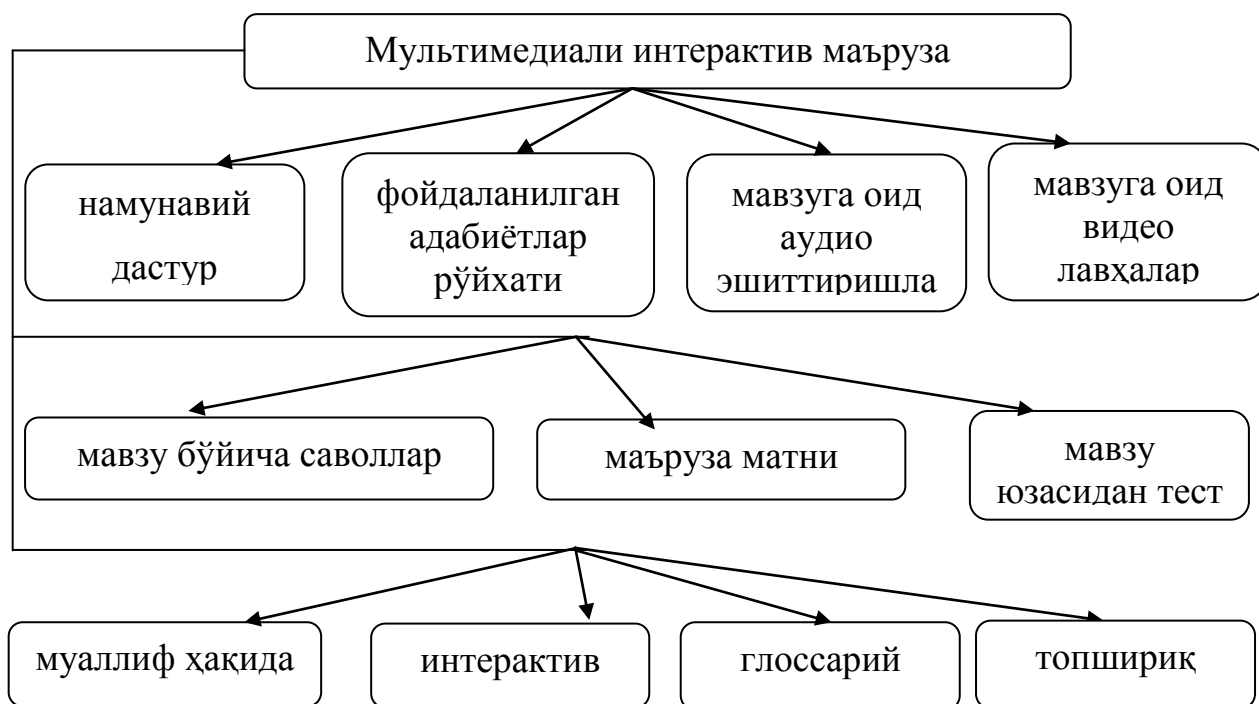 Мультимедиали интерактив маъруза
намунавий
дастур
фойдаланилган
адабиётлар
рўйхати
мавзуга оид
аудио
эшиттиришла
мавзуга оид
видео
лавҳалар
мавзу бўйича саволлар
маъруза матни
мавзу
юзасидан тест
муаллиф ҳақида
интерактив
глоссарий
топшириқ